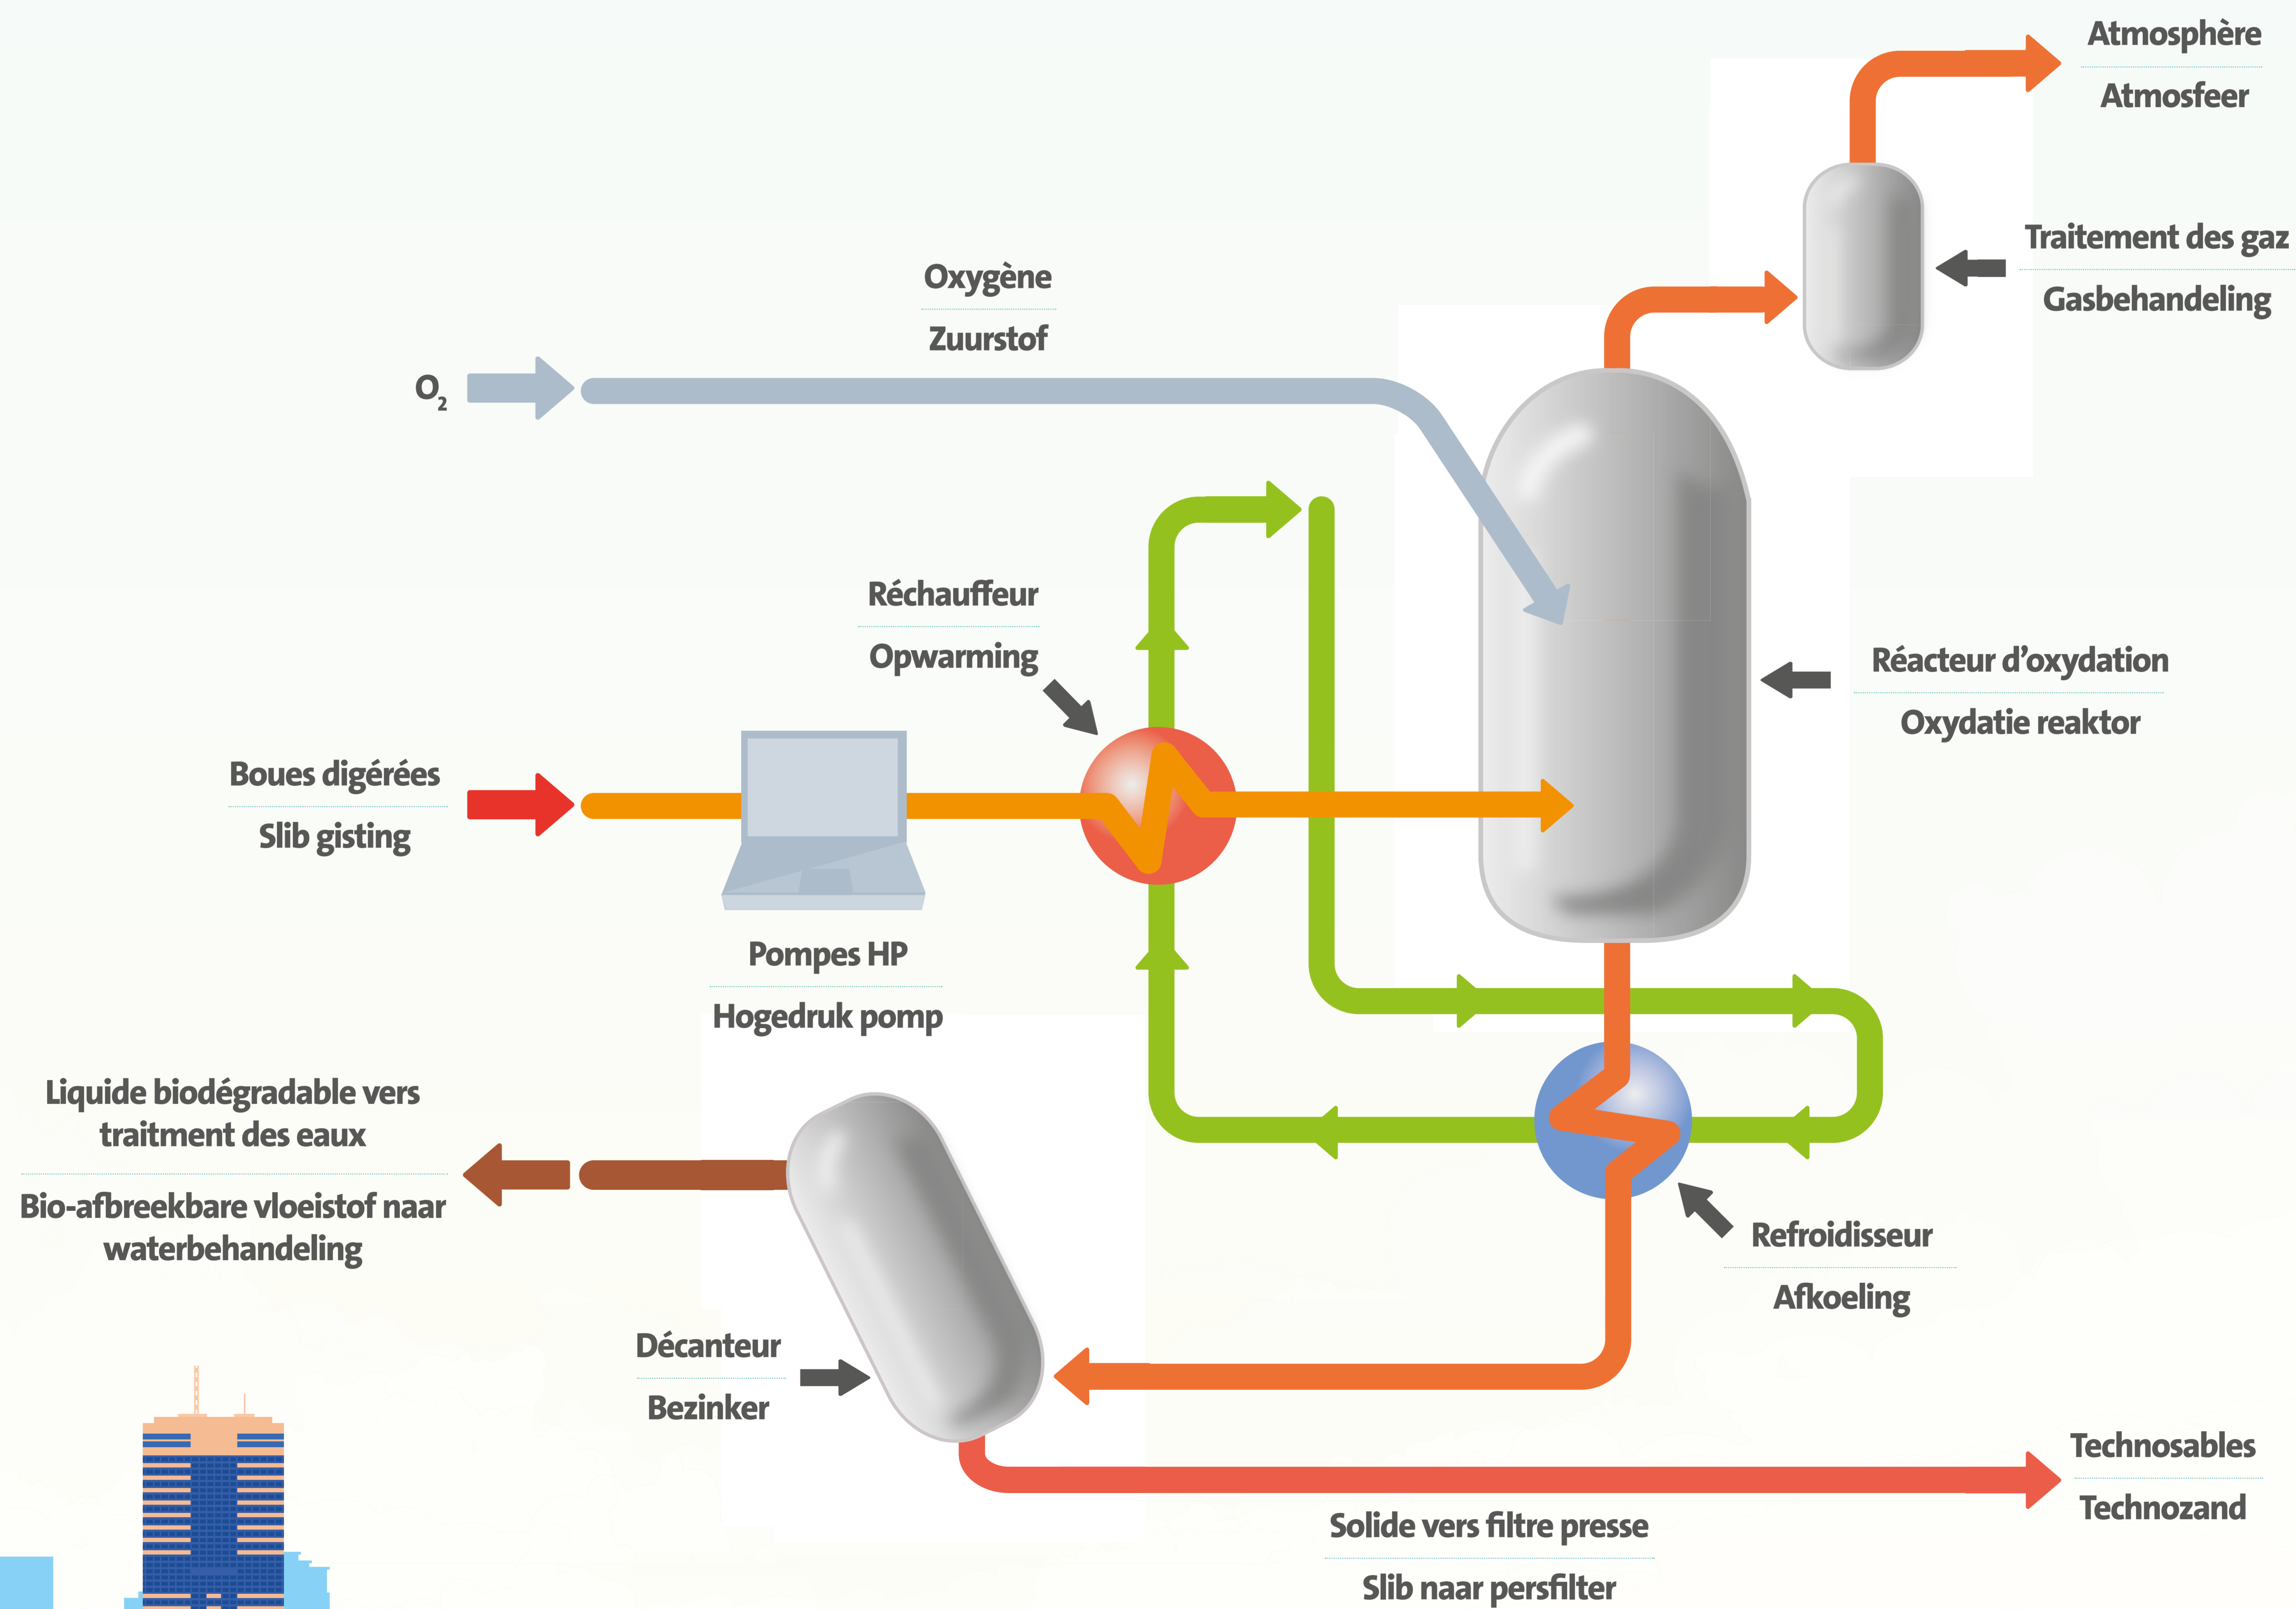 Atmosphère
Atmosfeer
Traitement des gaz
Gasbehandeling
Oxygène
Zuurstof
O₂
Réchauffeur
Opwarming
Réacteur d’oxydation
Oxydatie reaktor
Boues digérées
Slib gisting
Pompes HP
Hogedruk pomp
Liquide biodégradable vers
traitment des eaux
Bio-afbreekbare vloeistof naar
waterbehandeling
Refroidisseur
Afkoeling
Décanteur
Bezinker
Technosables
Technozand
Solide vers filtre presse
Slib naar persfilter